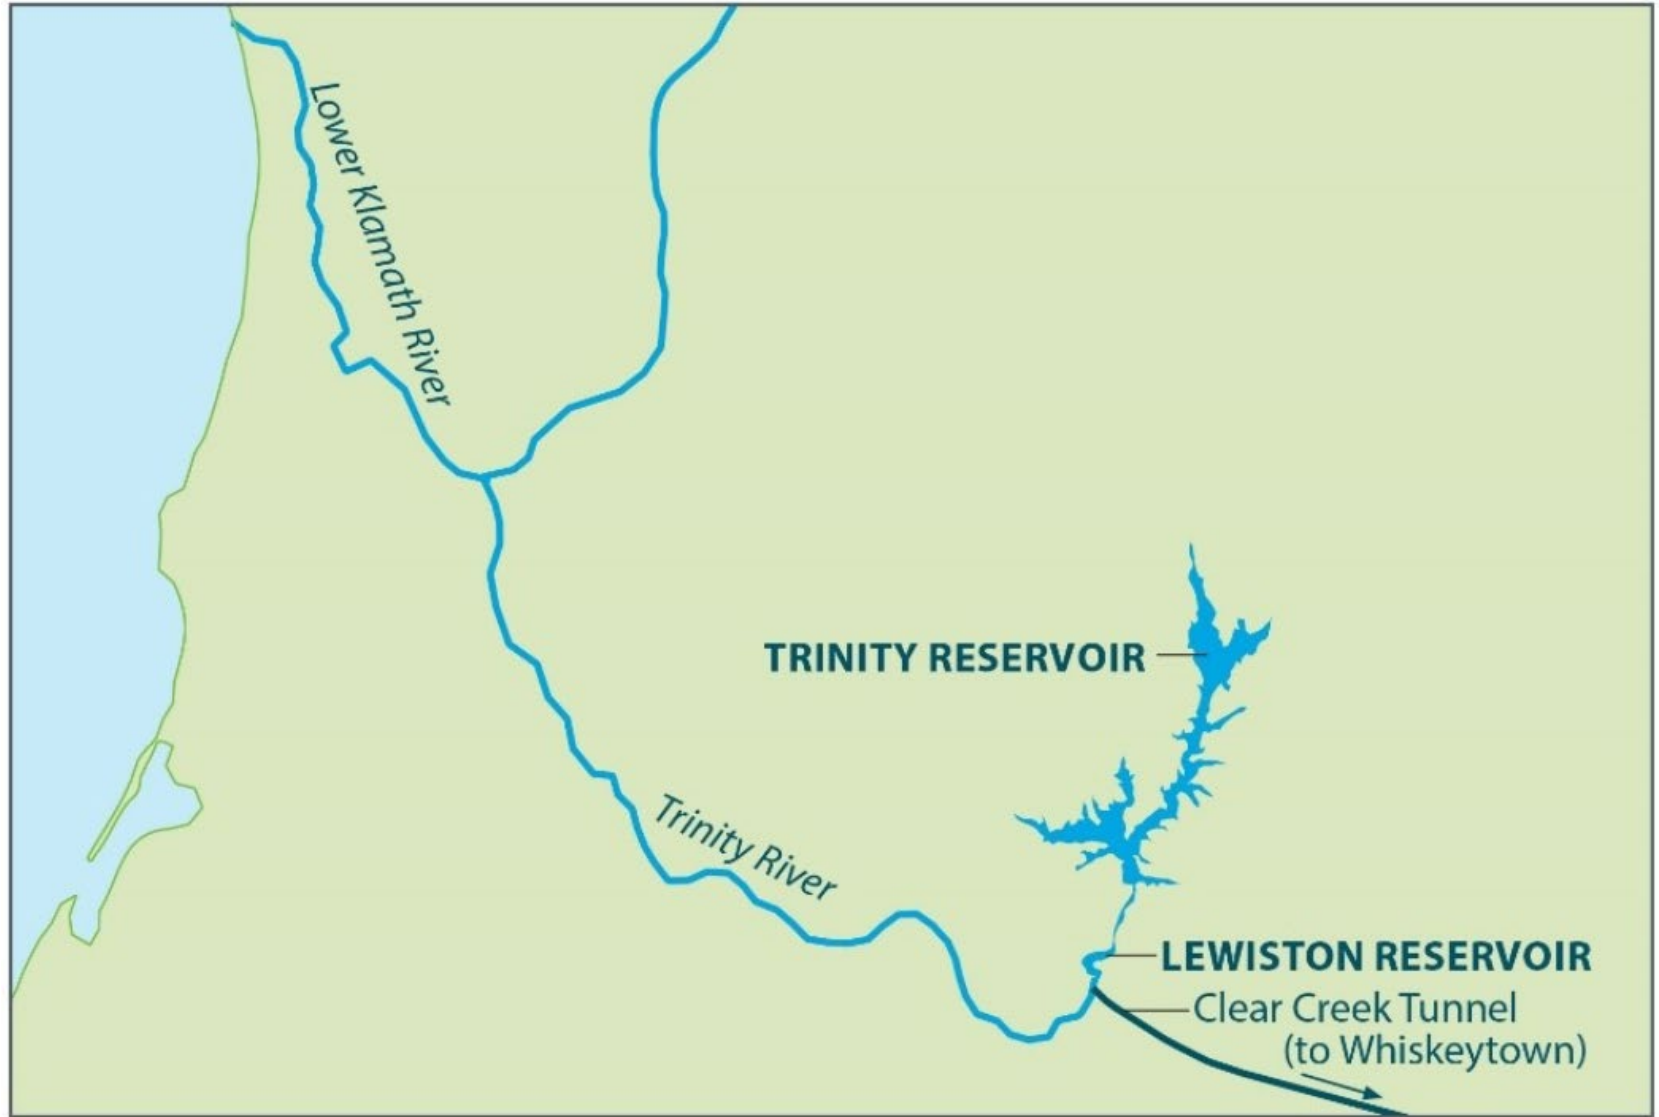 Lower Klamath River
TRINITY RESERVOIR
Trinity River
LEWISTON RESERVOIR
Clear Creek Tunnel
(to Whiskeytown)